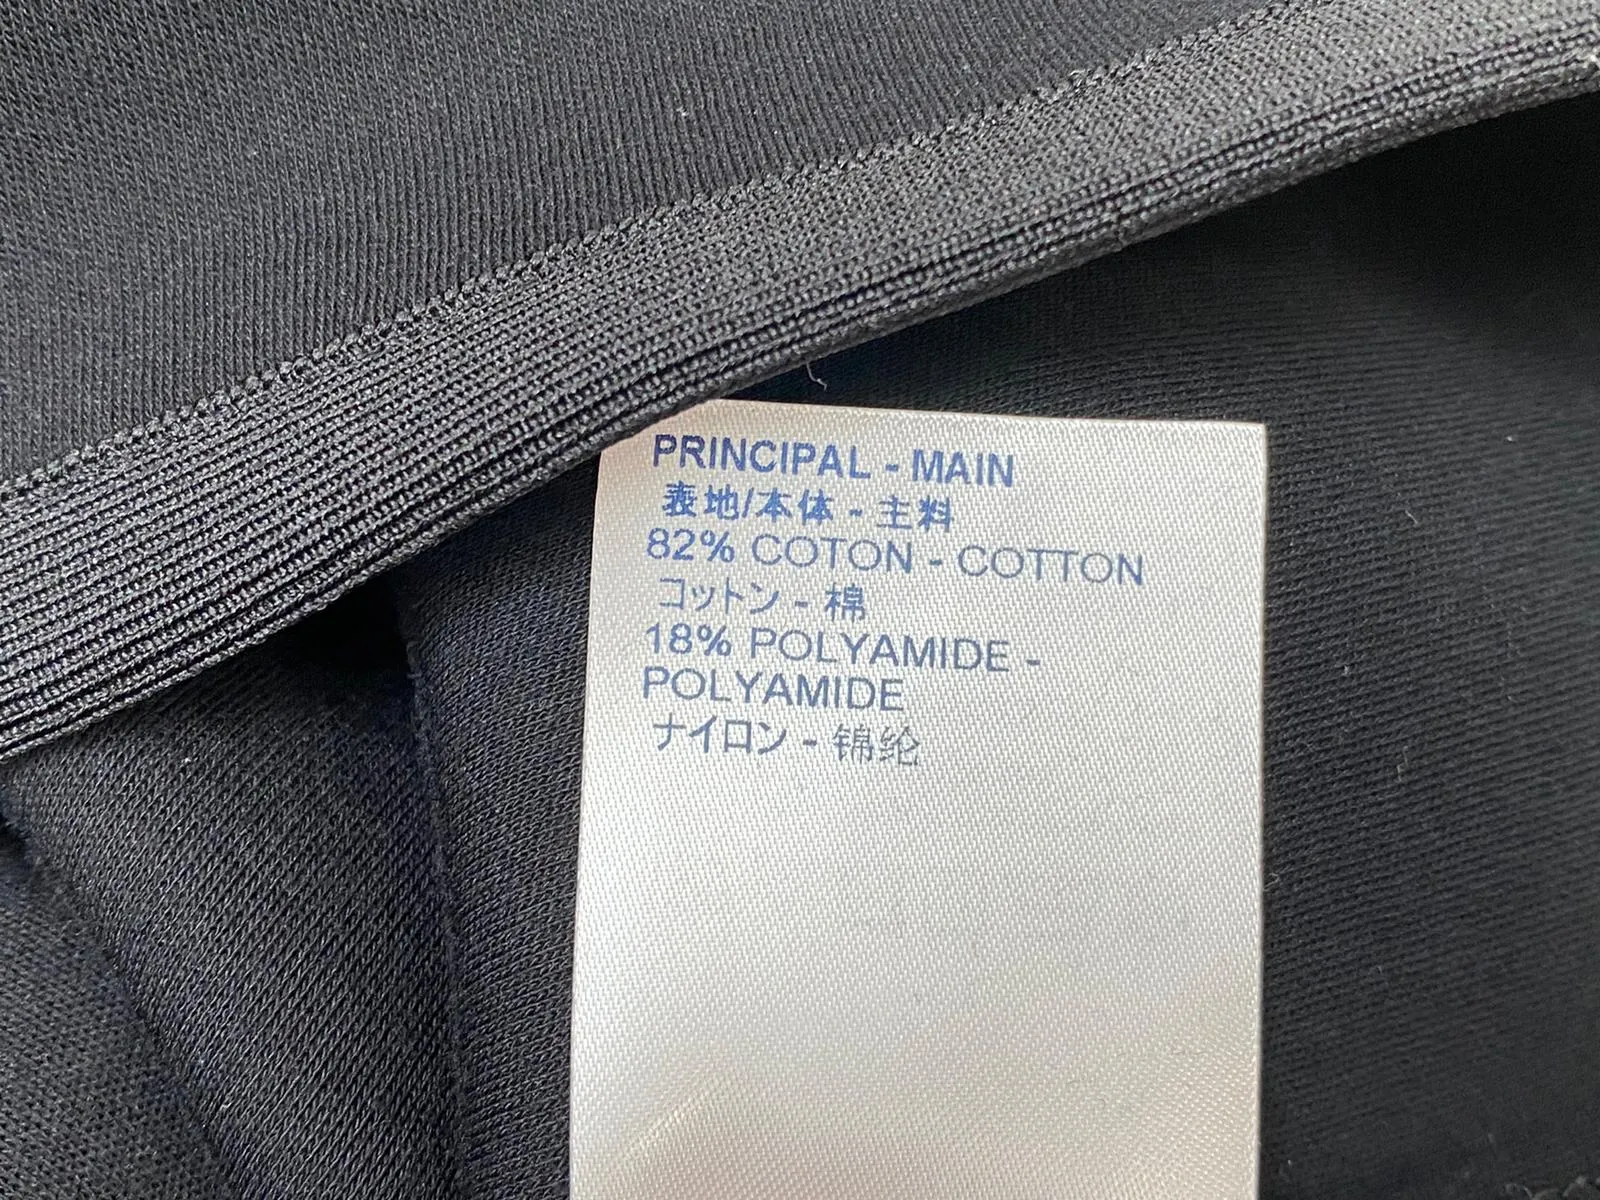 PRINCIPAL - MAIN
表地/本体 - 主料
82% COTON - COTTON
コットン - 棉
18% POLYAMIDE -
POLYAMIDE
ナイロン - 锦纶